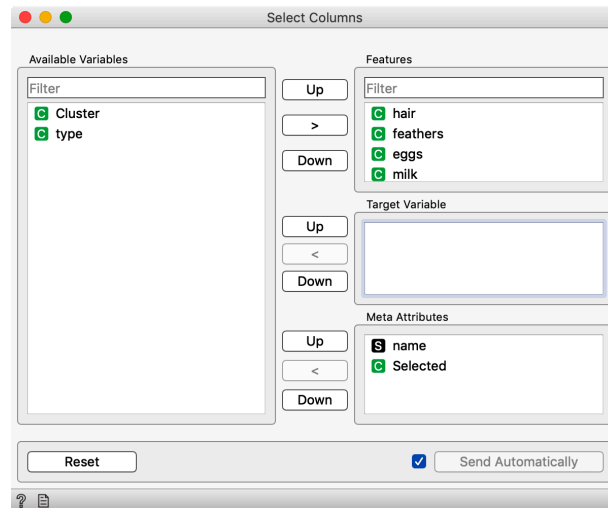 Select Columns
Available Variables
Filter
C Cluster
C type
Up
>
Down
Features
Filter
C hair
C feathers
C eggs
C milk
Up
<
Down
Target Variable
Up
<
Down
Meta Attributes
S name
C Selected
Reset
Send Automatically
?